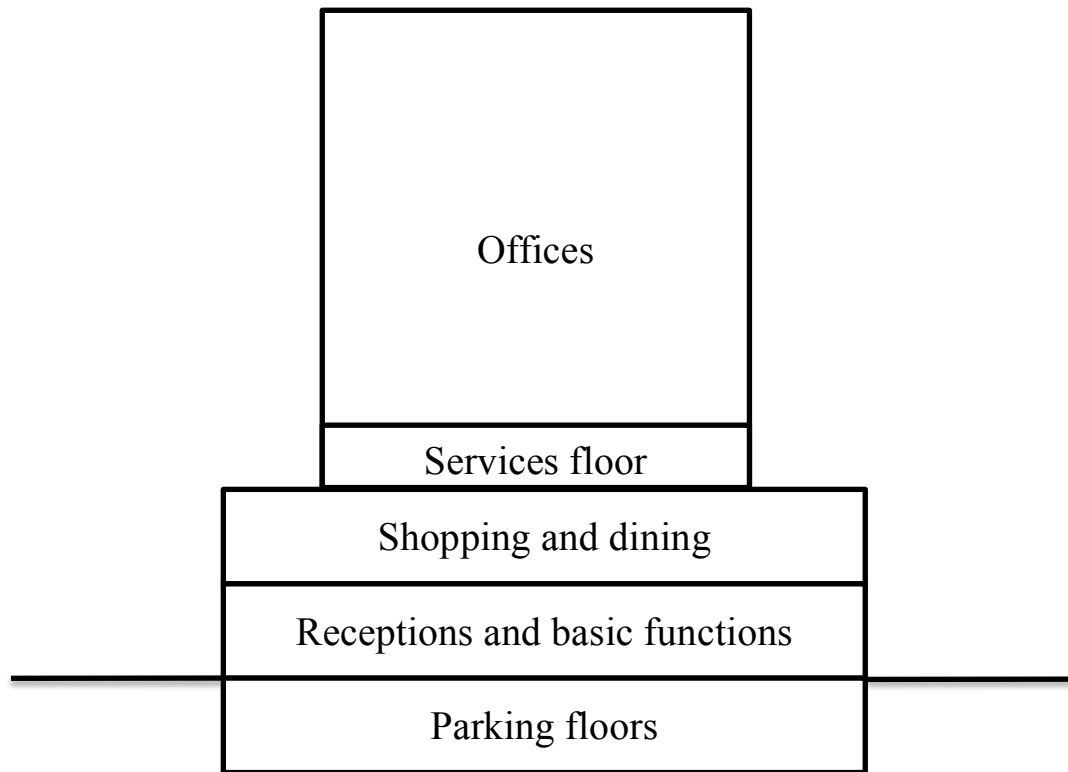 Offices
Services floor
Shopping and dining
Receptions and basic functions
Parking floors